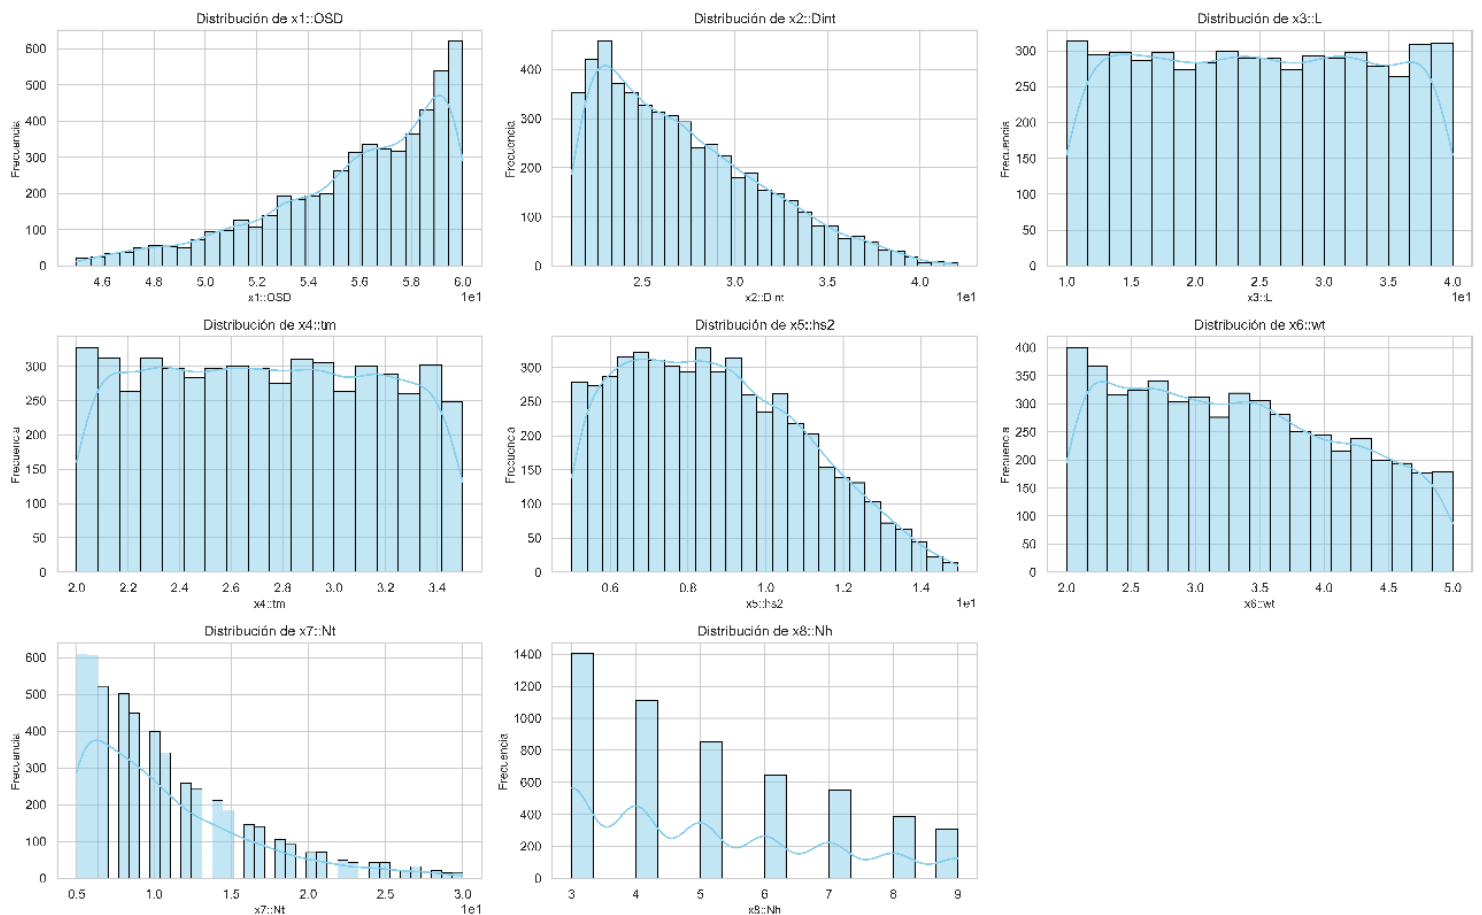 Distribución de x1::OSD
Frecuencia
600
500
400
300
200
100
0
4.6 4.8 5.0 5.2 5.4 5.6 5.8 6.0
x1::OSD
1e1
Distribución de x2::Dint
Frecuencia
400
300
200
100
0
2.5 3.0 3.5 4.0
x2::Dint
1e1
Distribución de x3::L
Frecuencia
300
250
200
150
100
50
0
1.0 1.5 2.0 2.5 3.0 3.5 4.0
x3::L
1e1
Distribución de x4::tm
Frecuencia
300
250
200
150
100
50
0
2.0 2.2 2.4 2.6 2.8 3.0 3.2 3.4
x4::tm
Distribución de x5::hs2
Frecuencia
300
250
200
150
100
50
0
0.6 0.8 1.0 1.2 1.4
x5::hs2
1e1
Distribución de x6::wt
Frecuencia
400
350
300
250
200
150
100
50
0
2.0 2.5 3.0 3.5 4.0 4.5 5.0
x6::wt
Distribución de x7::Nt
Frecuencia
600
500
400
300
200
100
0
0.5 1.0 1.5 2.0 2.5 3.0
x7::Nt
1e1
Distribución de x8::Nh
Frecuencia
1400
1200
1000
800
600
400
200
0
3 4 5 6 7 8 9
x8::Nh